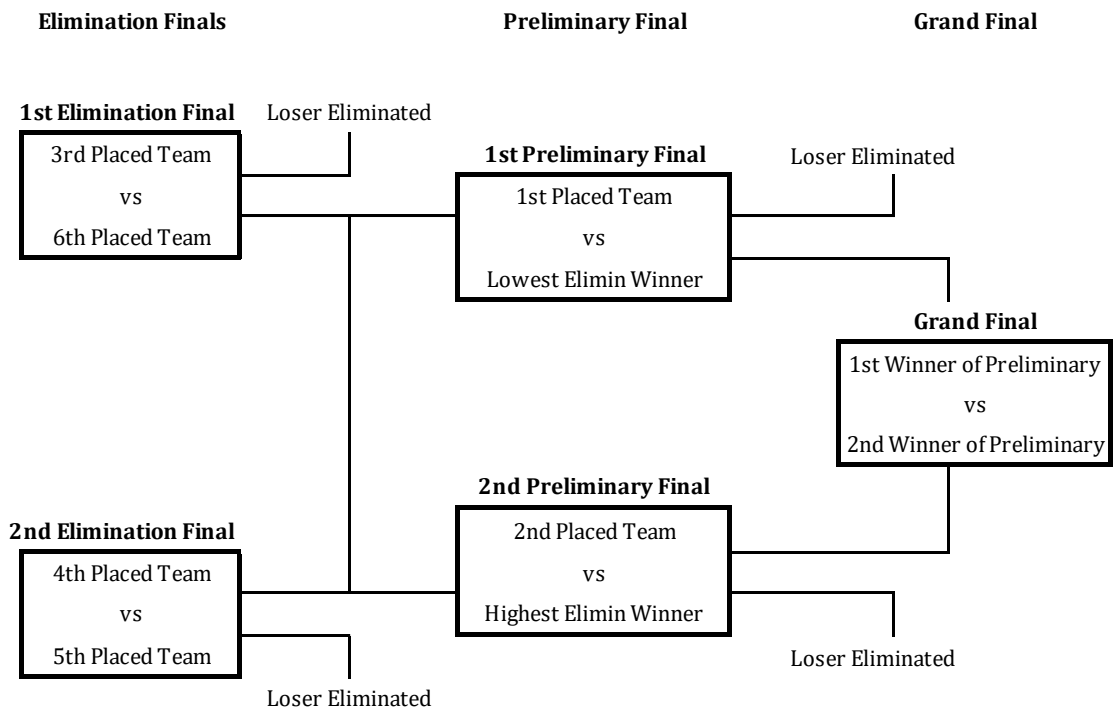 Elimination Finals
Preliminary Final
Grand Final
1st Elimination Final
Loser Eliminated
3rd Placed Team
vs
6th Placed Team
1st Preliminary Final
Loser Eliminated
1st Placed Team
vs
Lowest Elimin Winner
Grand Final
1st Winner of Preliminary
vs
2nd Winner of Preliminary
2nd Preliminary Final
2nd Placed Team
vs
Highest Elimin Winner
Loser Eliminated
2nd Elimination Final
4th Placed Team
vs
5th Placed Team
Loser Eliminated